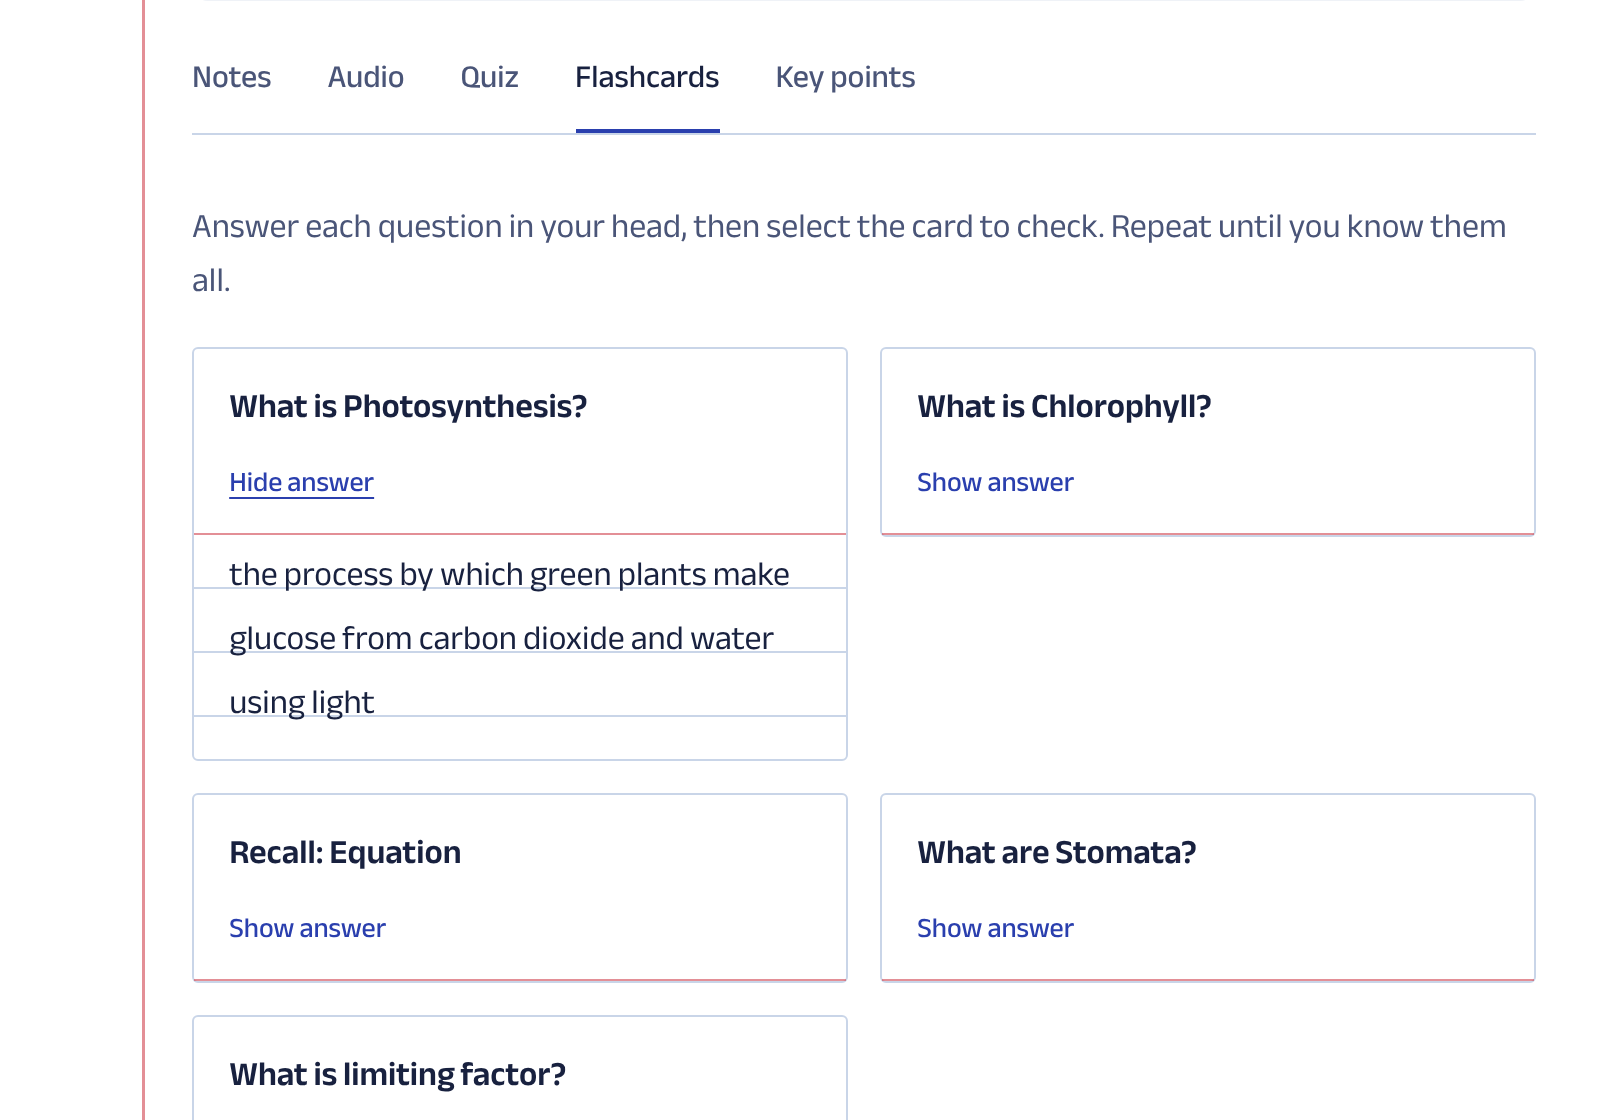 Notes Audio Quiz Flashcards Key points
Answer each question in your head, then select the card to check. Repeat until you know them
all.
What is Photosynthesis?
Hide answer
the process by which green plants make
glucose from carbon dioxide and water
using light
What is Chlorophyll?
Show answer
Recall: Equation
Show answer
What are Stomata?
Show answer
What is limiting factor?